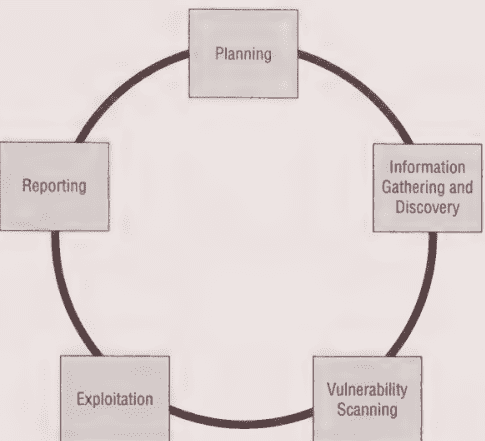 Planning
Information
Gathering and
Discovery
Vulnerability
Scanning
Exploitation
Reporting